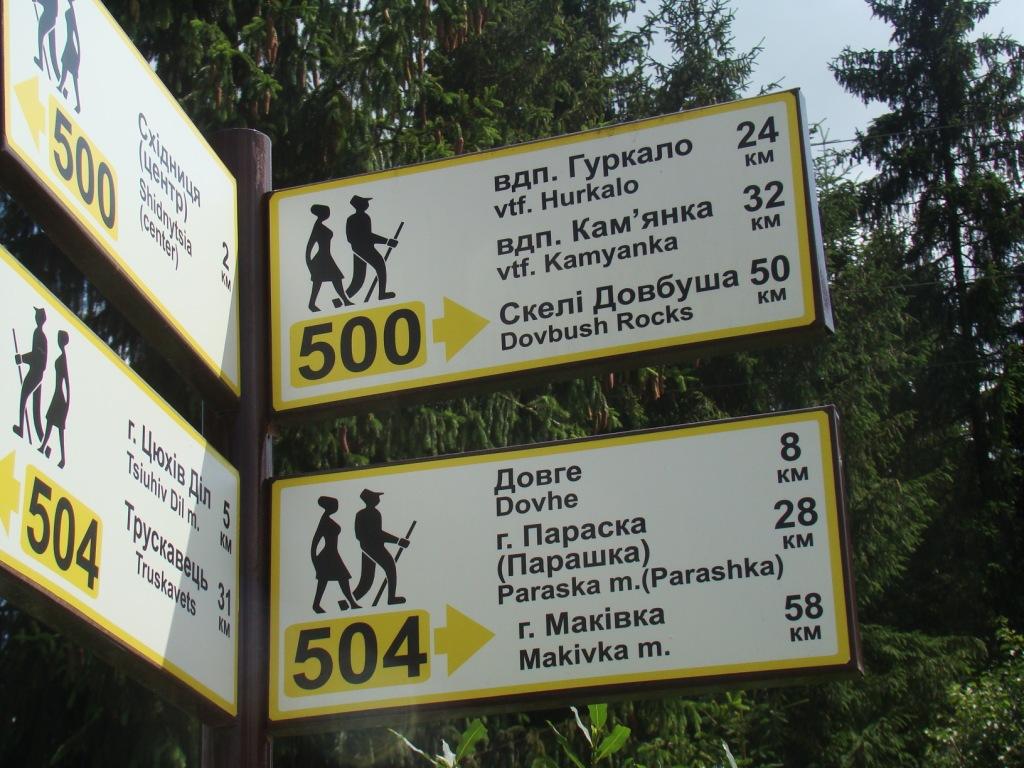 500
Східниця
(центр)
Shidnytsia
(center)
2
км
504
г. Цюхів Діл
Tsiuhiv Dil m.
5
км
Трускавець
Truskavets
31
км
500
вдп. Гуркало
vtf. Hurkalo
24
км
вдп. Кам'янка
vtf. Kamyanka
32
км
Скелі Довбуша
Dovbush Rocks
50
км
504
Довге
Dovhe
8
км
г. Параска
(Парашка)
Paraska m.(Parashka)
28
км
г. Маківка
Makivka m.
58
км